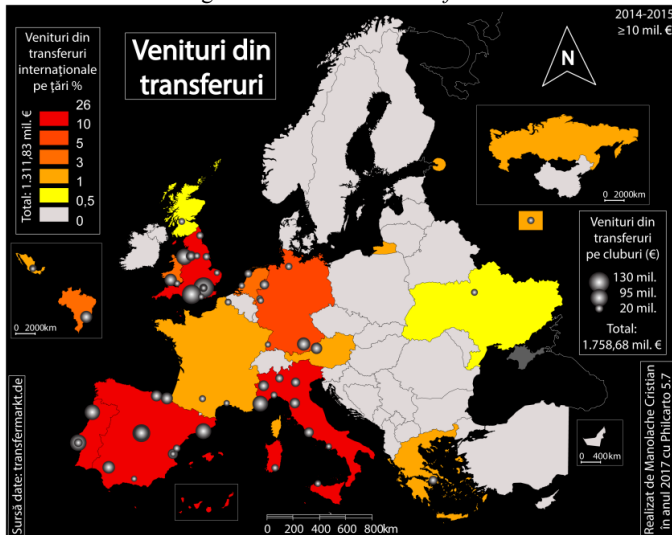 Venituri din
transferuri
internaționale
pe țări %
26
10
5
3
1
0,5
0
Total: 1.311,83 mil. €
Venituri din
transferuri
2014-2015
≥10 mil. €
N
0 2000km
0 2000km
Venituri din
transferuri
pe cluburi (€)
130 mil.
95 mil.
20 mil.
Total:
1.758,68 mil. €
0 400km
0 200 400 600 800km
Sursă date: transfermarkt.de
Realizat de Manolache Cristian
în anul 2017 cu Philcarto 5.7